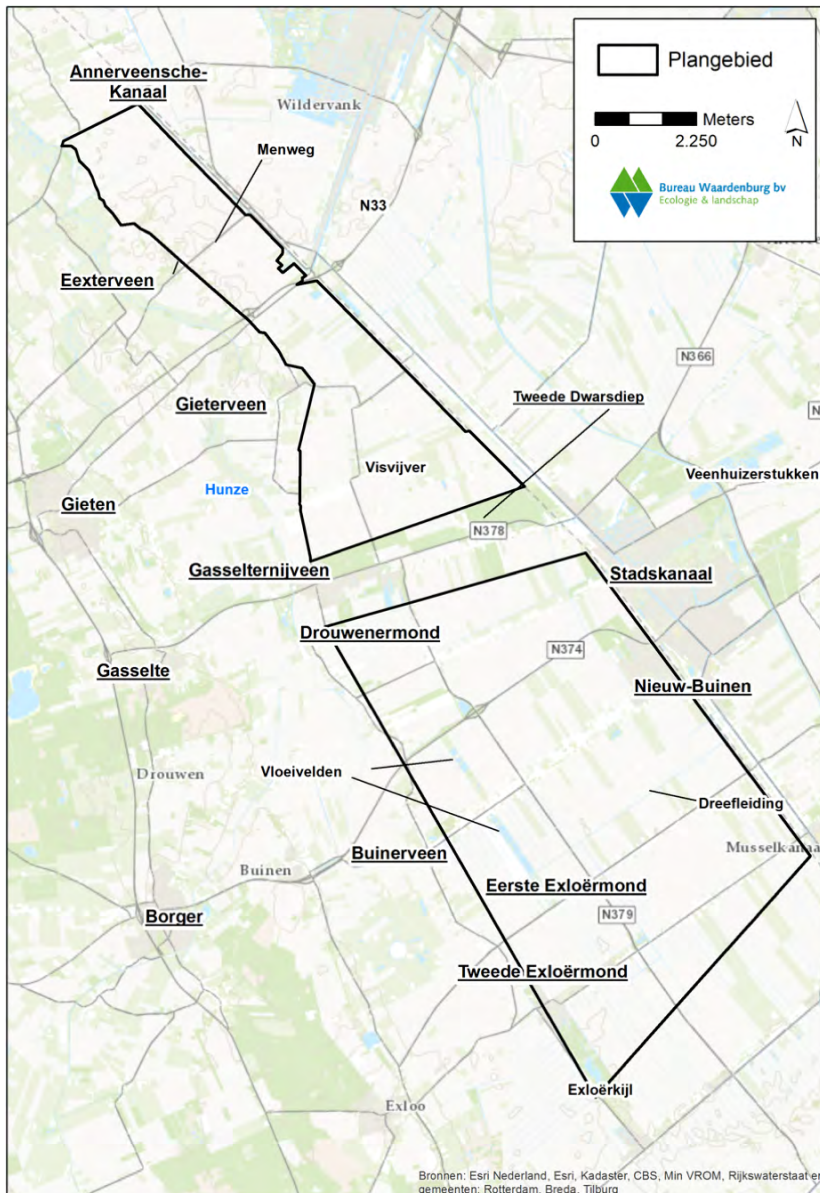 Annerveensche-
Kanaal
Wildervank
Menweg
N33
Plangebied
Meters
0 2.250
N
Bureau Waardenburg bv
Ecologie & landschap
Eexterveen
N366
Gieterveen
Tweede Dwarsdiep
Visvijver
Veenhuizerstukken
Hunze
Gieten
N378
Gasselternijveen
Stadskanaal
Drouwenermond
N374
Gasselte
Nieuw-Buinen
Drouwen
Vloeivelden
Dreefleiding
Musselkanaa
Buinerveen
Buinen
Eerste Exloërmond
Borger
N379
Tweede Exloërmond
Exloërkijl
Exloo
Bronnen: Esri Nederland, Esri, Kadaster, CBS, Min VROM, Rijkswaterstaat en
gemeenten: Rotterdam, Breda, Tilburg